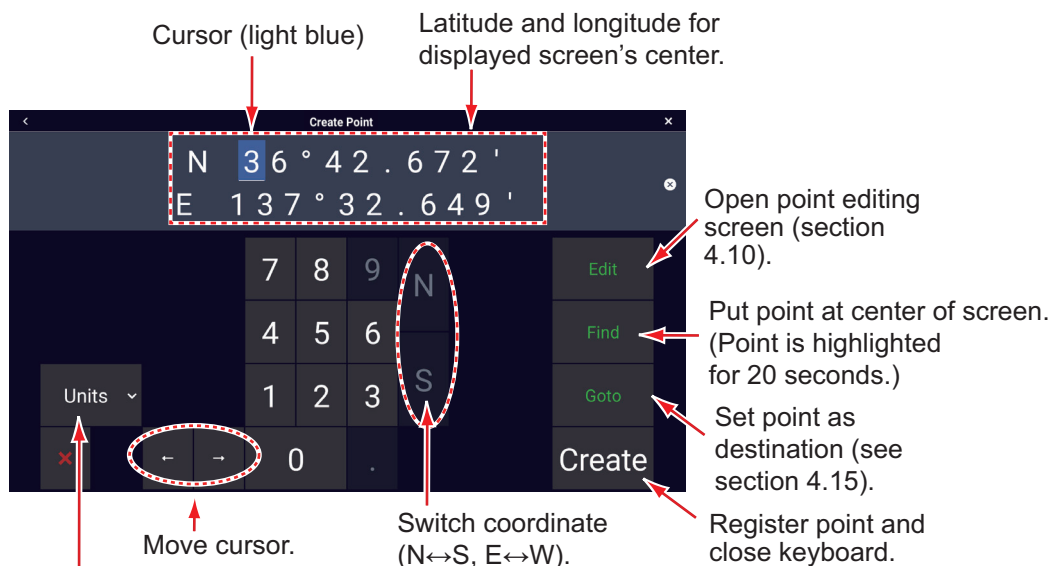 Cursor (light blue)
Latitude and longitude for
displayed screen's center.
< Create Point ×
N 36°42.672'
E 137°32.649'
7 8 9 N
4 5 6
1 2 3 S
0 .
Units
× ← →
Edit
Find
Goto
Create
Open point editing
screen (section
4.10).
Put point at center of screen.
(Point is highlighted
for 20 seconds.)
Set point as
destination (see
section 4.15).
Register point and
close keyboard.
Move cursor.
Switch coordinate
(N↔S, E↔W).